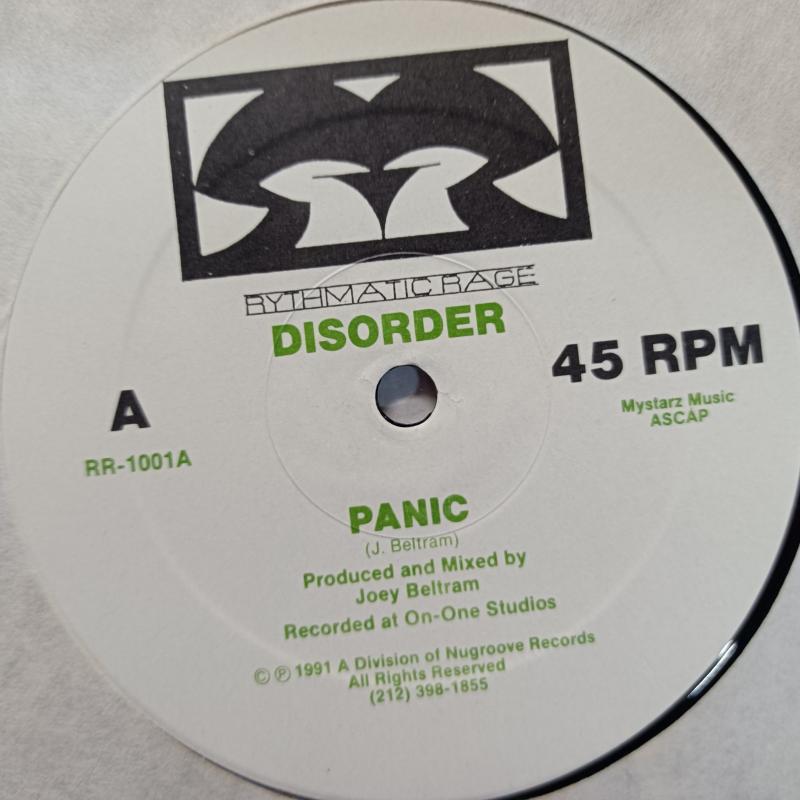 RYTHMATIC RAGE
DISORDER
45 RPM
Mystarz Music
ASCAP
A
RR-1001A
PANIC
(J. Beltram)
Produced and Mixed by
Joey Beltram
Recorded at On-One Studios
© ℗ 1991 A Division of Nugroove Records
All Rights Reserved
(212) 398-1855